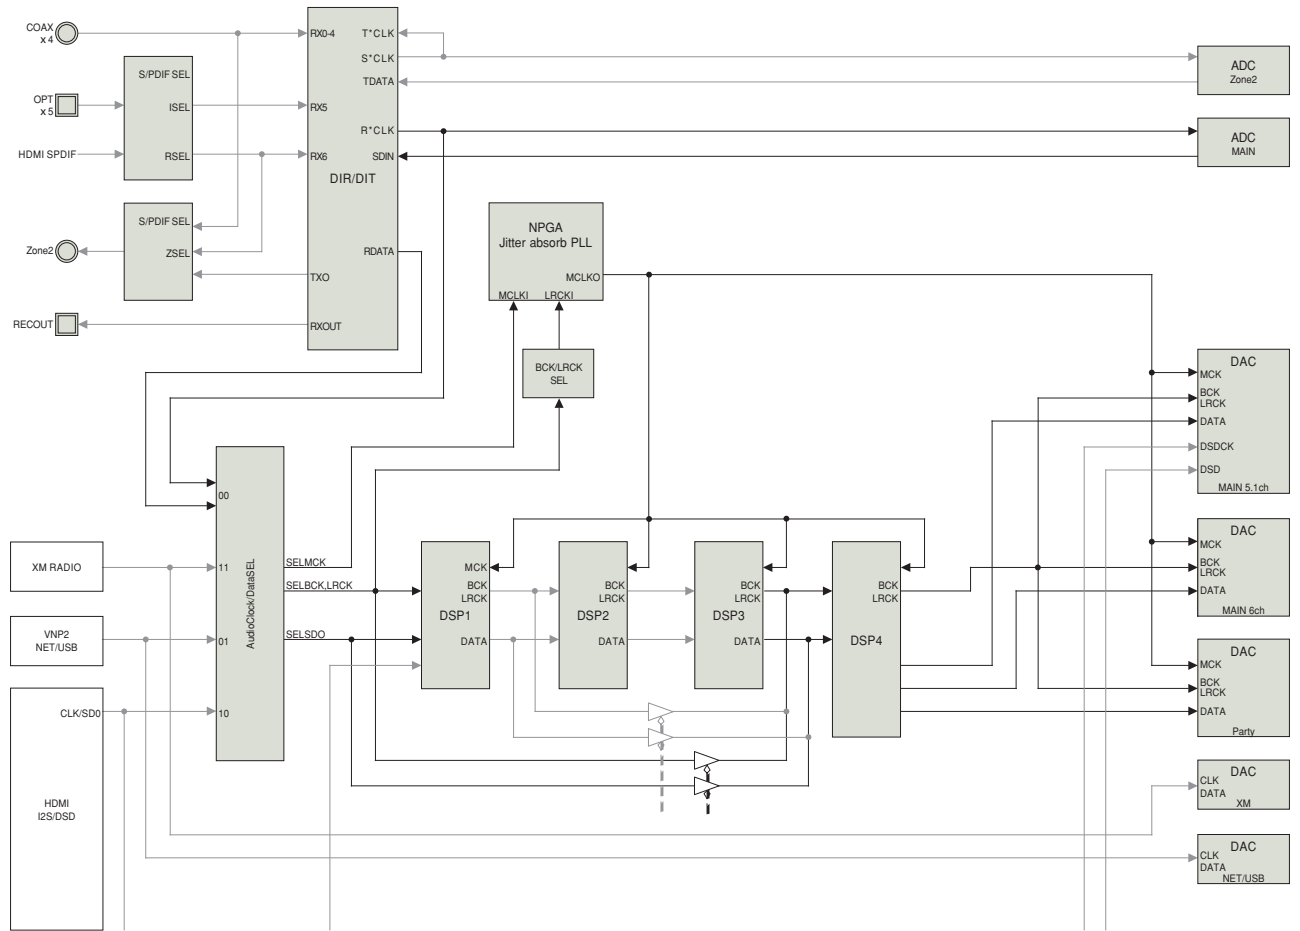 COAX
x 4
OPT
x 5
HDMI SPDIF
Zone2
RECOUT
S/PDIF SEL
ISEL
RSEL
S/PDIF SEL
ZSEL
RX0-4
RX5
RX6
DIR/DIT
TXO
RXOUT
T*CLK
S*CLK
TDATA
R*CLK
SDIN
RDATA
ADC
Zone2
ADC
MAIN
NPGA
Jitter absorb PLL
MCLKO
MCLKI
LRCKI
BCK/LRCK
SEL
XM RADIO
VNP2
NET/USB
CLK/SD0
HDMI
I2S/DSD
00
11
01
10
AudioClock/DataSEL
SELMCK
SELBCK,LRCK
SELSDO
MCK
BCK
LRCK
DSP1
DATA
BCK
LRCK
DSP2
DATA
BCK
LRCK
DSP3
DATA
BCK
LRCK
DSP4
DAC
MCK
BCK
LRCK
DATA
DSDCK
DSD
MAIN 5.1ch
DAC
MCK
BCK
LRCK
DATA
MAIN 6ch
DAC
MCK
BCK
LRCK
DATA
Party
DAC
CLK
DATA
XM
DAC
CLK
DATA
NET/USB